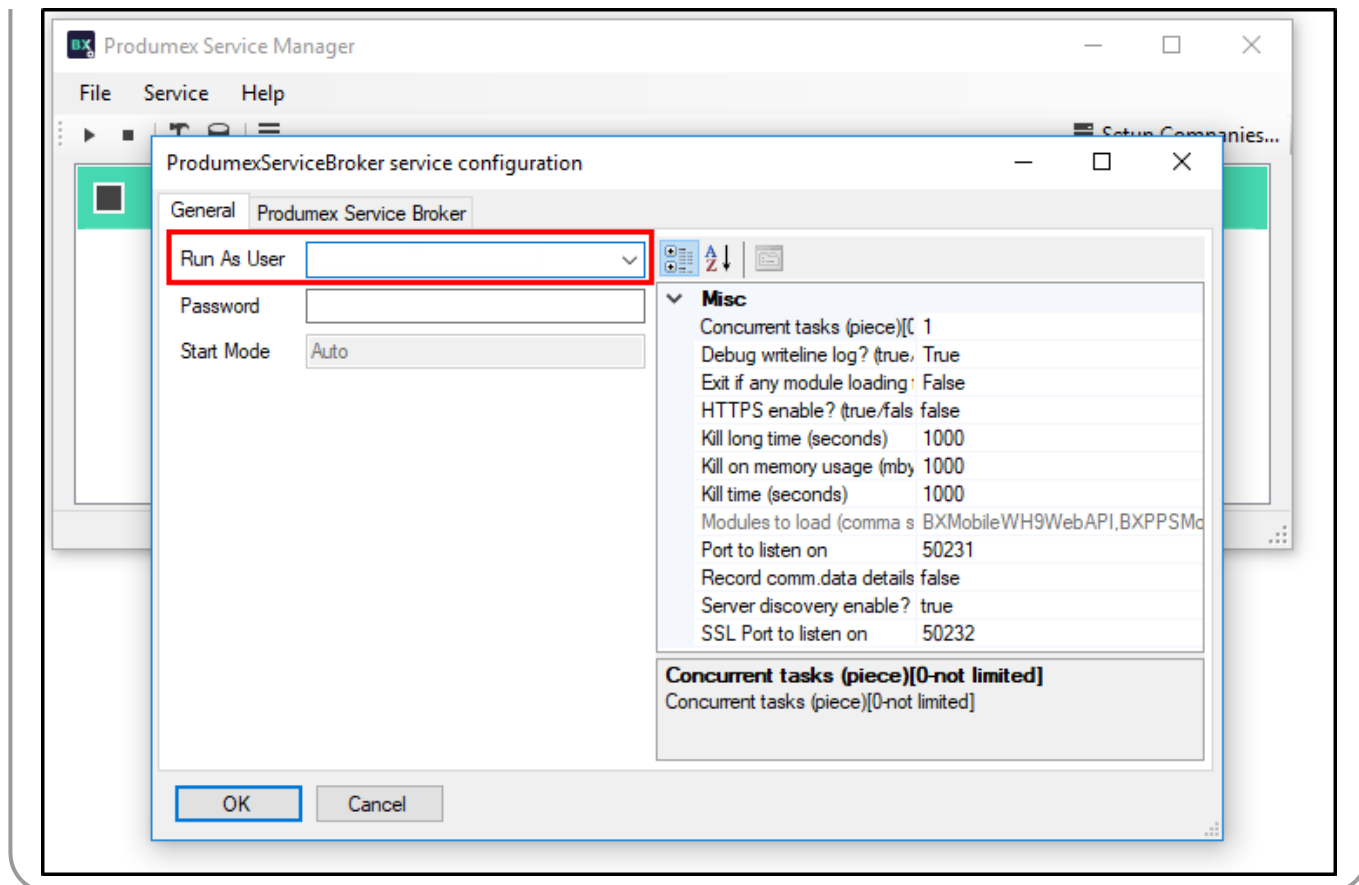 BX Produmex Service Manager
File Service Help
Setup Companies...
ProdumexServiceBroker service configuration
General Produmex Service Broker
Run As User
Password
Start Mode Auto
A
Z
Misc
Concurrent tasks (piece)[0 1
Debug writeline log? (true/ True
Exit if any module loading f False
HTTPS enable? (true/fals false
Kill long time (seconds) 1000
Kill on memory usage (mby 1000
Kill time (seconds) 1000
Modules to load (comma s BXMobileWH9WebAPI,BXPPSMo
Port to listen on 50231
Record comm.data details false
Server discovery enable? true
SSL Port to listen on 50232
Concurrent tasks (piece)[0-not limited]
Concurrent tasks (piece)[0-not limited]
OK Cancel